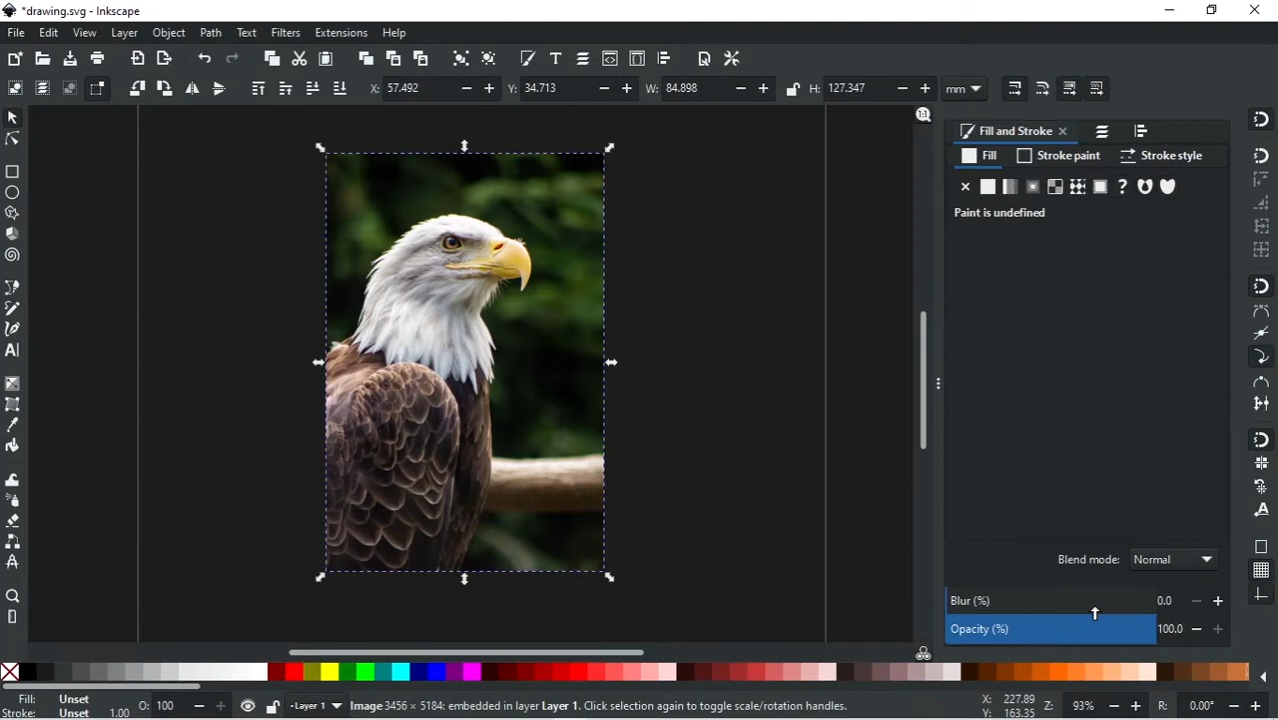 *drawing.svg - Inkscape
File Edit View Layer Object Path Text Filters Extensions Help
X: 57.492 Y: 34.713 W: 84.898 H: 127.347 mm
1:1
Fill and Stroke
Fill Stroke paint Stroke style
Paint is undefined
Blend mode: Normal
Blur (%) 0.0
Opacity (%) 100.0
Fill: Unset
Stroke: Unset 1.00
O: 100
Layer 1
Image 3456 × 5184: embedded in layer Layer 1. Click selection again to toggle scale/rotation handles.
X: 227.89
Y: 163.35
Z: 93%
R: 0.00°